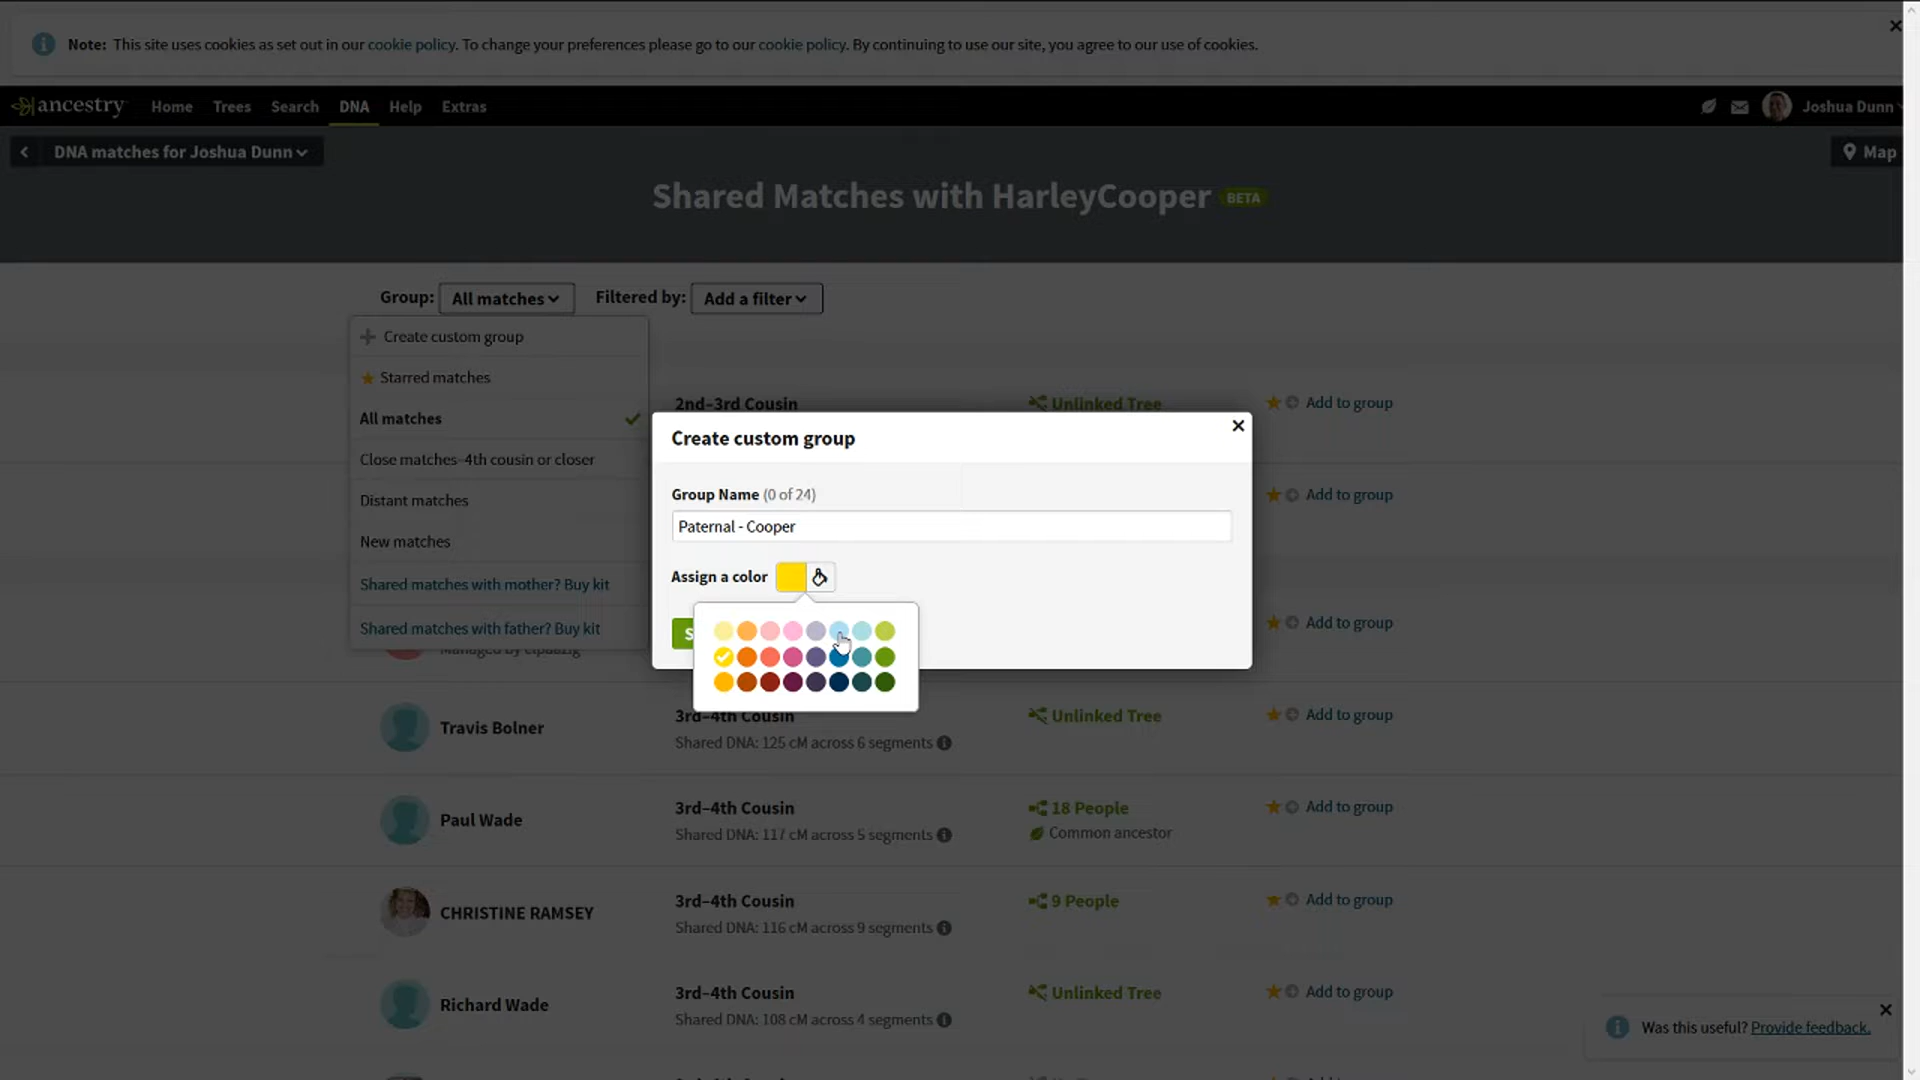 Note: This site uses cookies as set out in our cookie policy. To change your preferences please go to our cookie policy. By continuing to use our site, you agree to our use of cookies.
ancestry Home Trees Search DNA Help Extras Joshua Dunn
DNA matches for Joshua Dunn Map
Shared Matches with HarleyCooper BETA
Group: All matches Filtered by: Add a filter
Create custom group
Starred matches
All matches
Close matches–4th cousin or closer
Distant matches
New matches
Shared matches with mother? Buy kit
Shared matches with father? Buy kit
2nd–3rd Cousin Unlinked Tree Add to group
Add to group
Create custom group
Group Name (0 of 24)
Paternal - Cooper
Assign a color
S
Add to group
Managed by
Travis Bolner 3rd–4th Cousin Unlinked Tree Add to group
Shared DNA: 125 cM across 6 segments
Paul Wade 3rd–4th Cousin 18 People Add to group
Shared DNA: 117 cM across 5 segments Common ancestor
CHRISTINE RAMSEY 3rd–4th Cousin 9 People Add to group
Shared DNA: 116 cM across 9 segments
Richard Wade 3rd–4th Cousin Unlinked Tree Add to group
Shared DNA: 108 cM across 4 segments
Was this useful? Provide feedback.